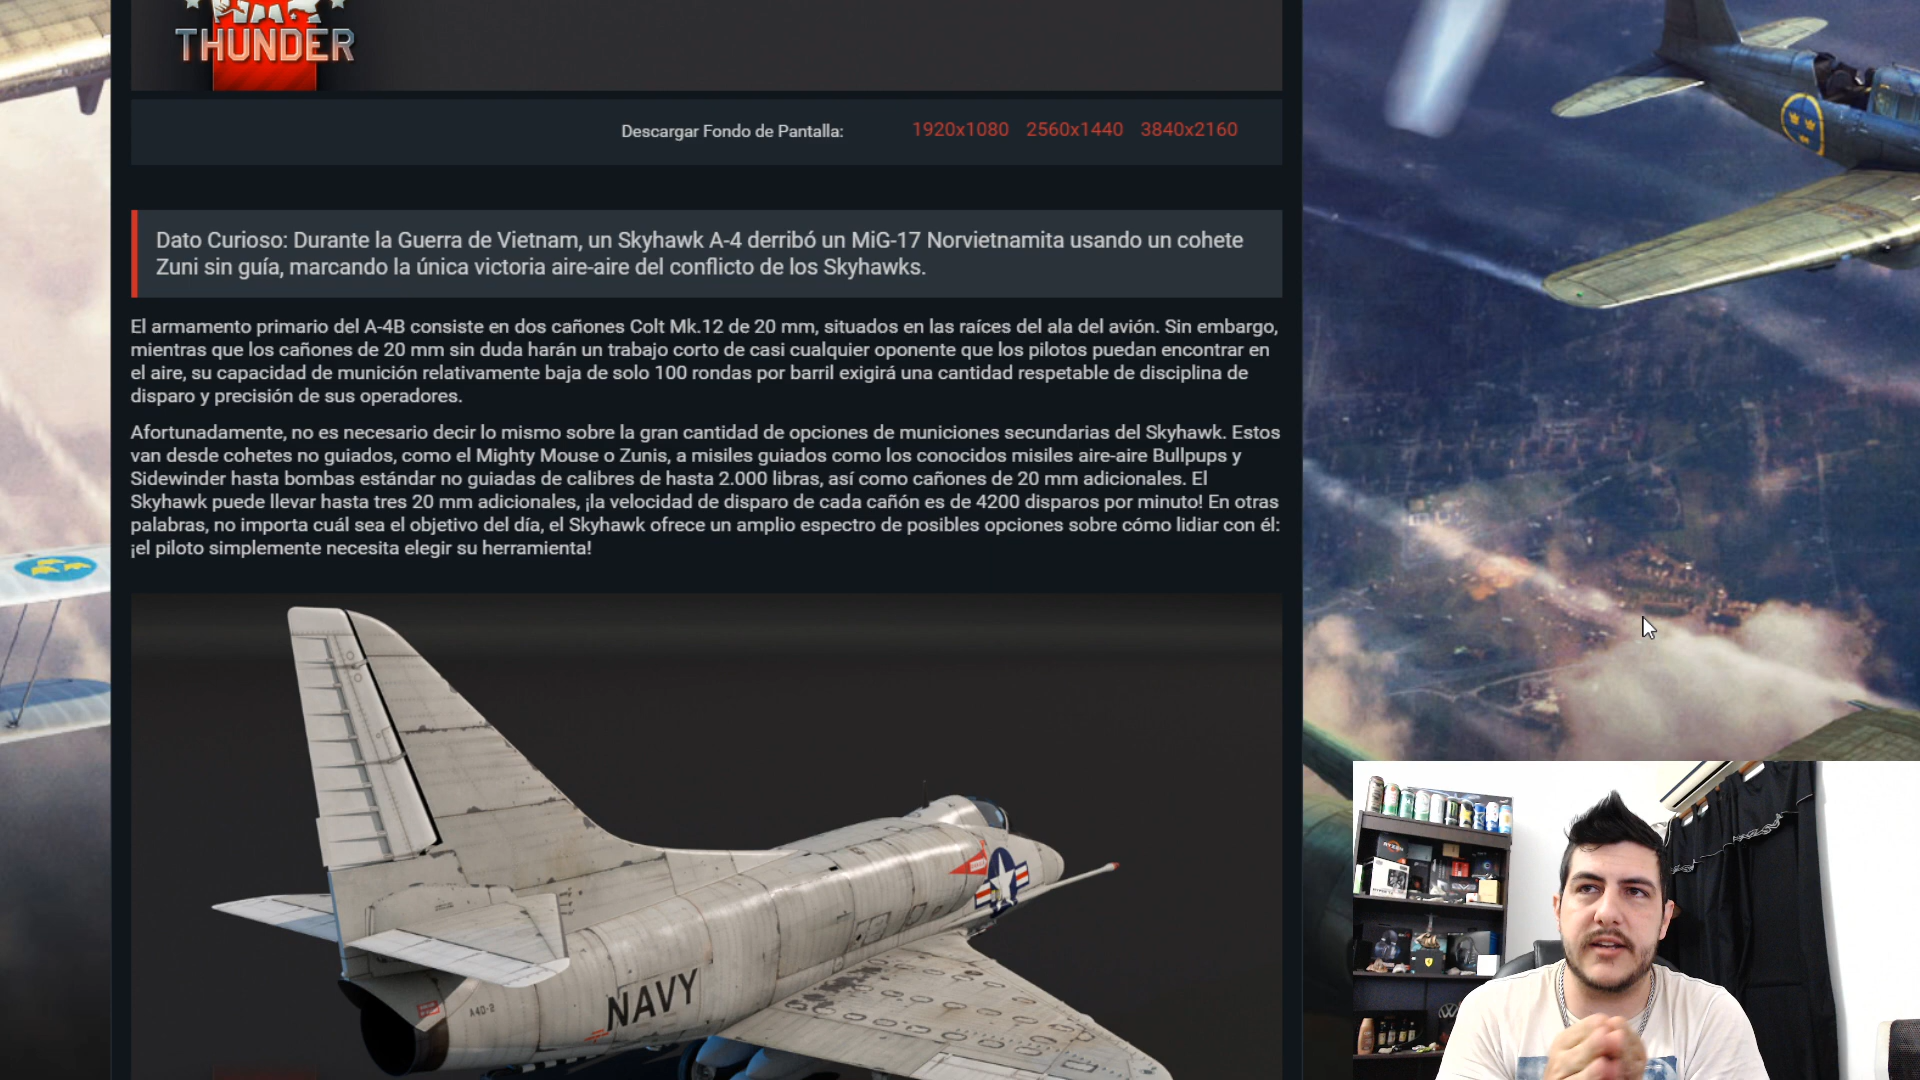 THUNDER
Descargar Fondo de Pantalla: 1920x1080 2560x1440 3840x2160
Dato Curioso: Durante la Guerra de Vietnam, un Skyhawk A-4 derribó un MiG-17 Norvietnamita usando un cohete
Zuni sin guía, marcando la única victoria aire-aire del conflicto de los Skyhawks.
El armamento primario del A-4B consiste en dos cañones Colt Mk.12 de 20 mm, situados en las raíces del ala del avión. Sin embargo,
mientras que los cañones de 20 mm sin duda harán un trabajo corto de casi cualquier oponente que los pilotos puedan encontrar en
el aire, su capacidad de munición relativamente baja de solo 100 rondas por barril exigirá una cantidad respetable de disciplina de
disparo y precisión de sus operadores.
Afortunadamente, no es necesario decir lo mismo sobre la gran cantidad de opciones de municiones secundarias del Skyhawk. Estos
van desde cohetes no guiados, como el Mighty Mouse o Zunis, a misiles guiados como los conocidos misiles aire-aire Bullpups y
Sidewinder hasta bombas estándar no guiadas de calibres de hasta 2.000 libras, así como cañones de 20 mm adicionales. El
Skyhawk puede llevar hasta tres 20 mm adicionales, ¡la velocidad de disparo de cada cañón es de 4200 disparos por minuto! En otras
palabras, no importa cuál sea el objetivo del día, el Skyhawk ofrece un amplio espectro de posibles opciones sobre cómo lidiar con él:
¡el piloto simplemente necesita elegir su herramienta!
NAVY
A4D-2
RYZEN